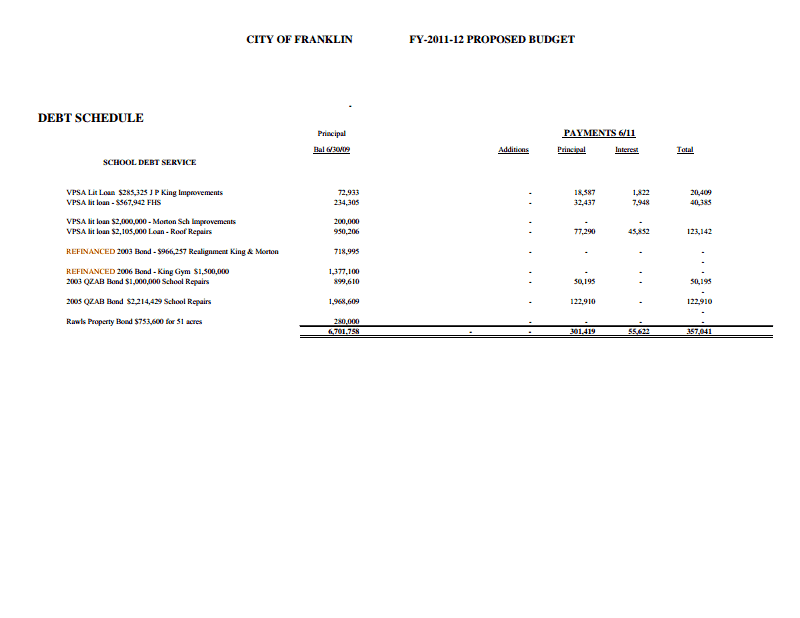 CITY OF FRANKLIN FY-2011-12 PROPOSED BUDGET
-
DEBT SCHEDULE
Principal PAYMENTS 6/11
Bal 6/30/09 Additions Principal Interest Total
SCHOOL DEBT SERVICE
VPSA Lit Loan $285,325 J P King Improvements 72,933 - 18,587 1,822 20,409
VPSA lit loan - $567,942 FHS 234,305 - 32,437 7,948 40,385
VPSA lit loan $2,000,000 - Morton Sch Improvements 200,000 - - -
VPSA lit loan $2,105,000 Loan - Roof Repairs 950,206 - 77,290 45,852 123,142
REFINANCED 2003 Bond - $966,257 Realignment King & Morton 718,995 - - - -
-
REFINANCED 2006 Bond - King Gym $1,500,000 1,377,100 - - - -
2003 QZAB Bond $1,000,000 School Repairs 899,610 - 50,195 - 50,195
-
2005 QZAB Bond $2,214,429 School Repairs 1,968,609 - 122,910 - 122,910
-
Rawls Property Bond $753,600 for 51 acres 280,000 - - - -
6,701,758 - - 301,419 55,622 357,041